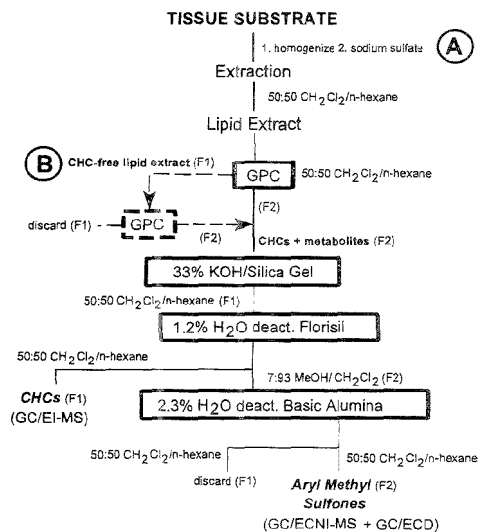 TISSUE SUBSTRATE
1. homogenize 2. sodium sulfate
A
Extraction
50:50 CH2Cl2/n-hexane
Lipid Extract
B
CHC-free lipid extract (F1)
GPC
50:50 CH2Cl2/n-hexane
(F2)
discard (F1)
GPC
(F2)
CHCs + metabolites (F2)
33% KOH/Silica Gel
50:50 CH2Cl2/n-hexane (F1)
1.2% H2O deact. Florisil
50:50 CH2Cl2/n-hexane
7:93 MeOH/CH2Cl2 (F2)
CHCs (F1)
(GC/EI-MS)
2.3% H2O deact. Basic Alumina
50:50 CH2Cl2/n-hexane
50:50 CH2Cl2/n-hexane
discard (F1)
Aryl Methyl (F2)
Sulfones
(GC/ECNI-MS + GC/ECD)